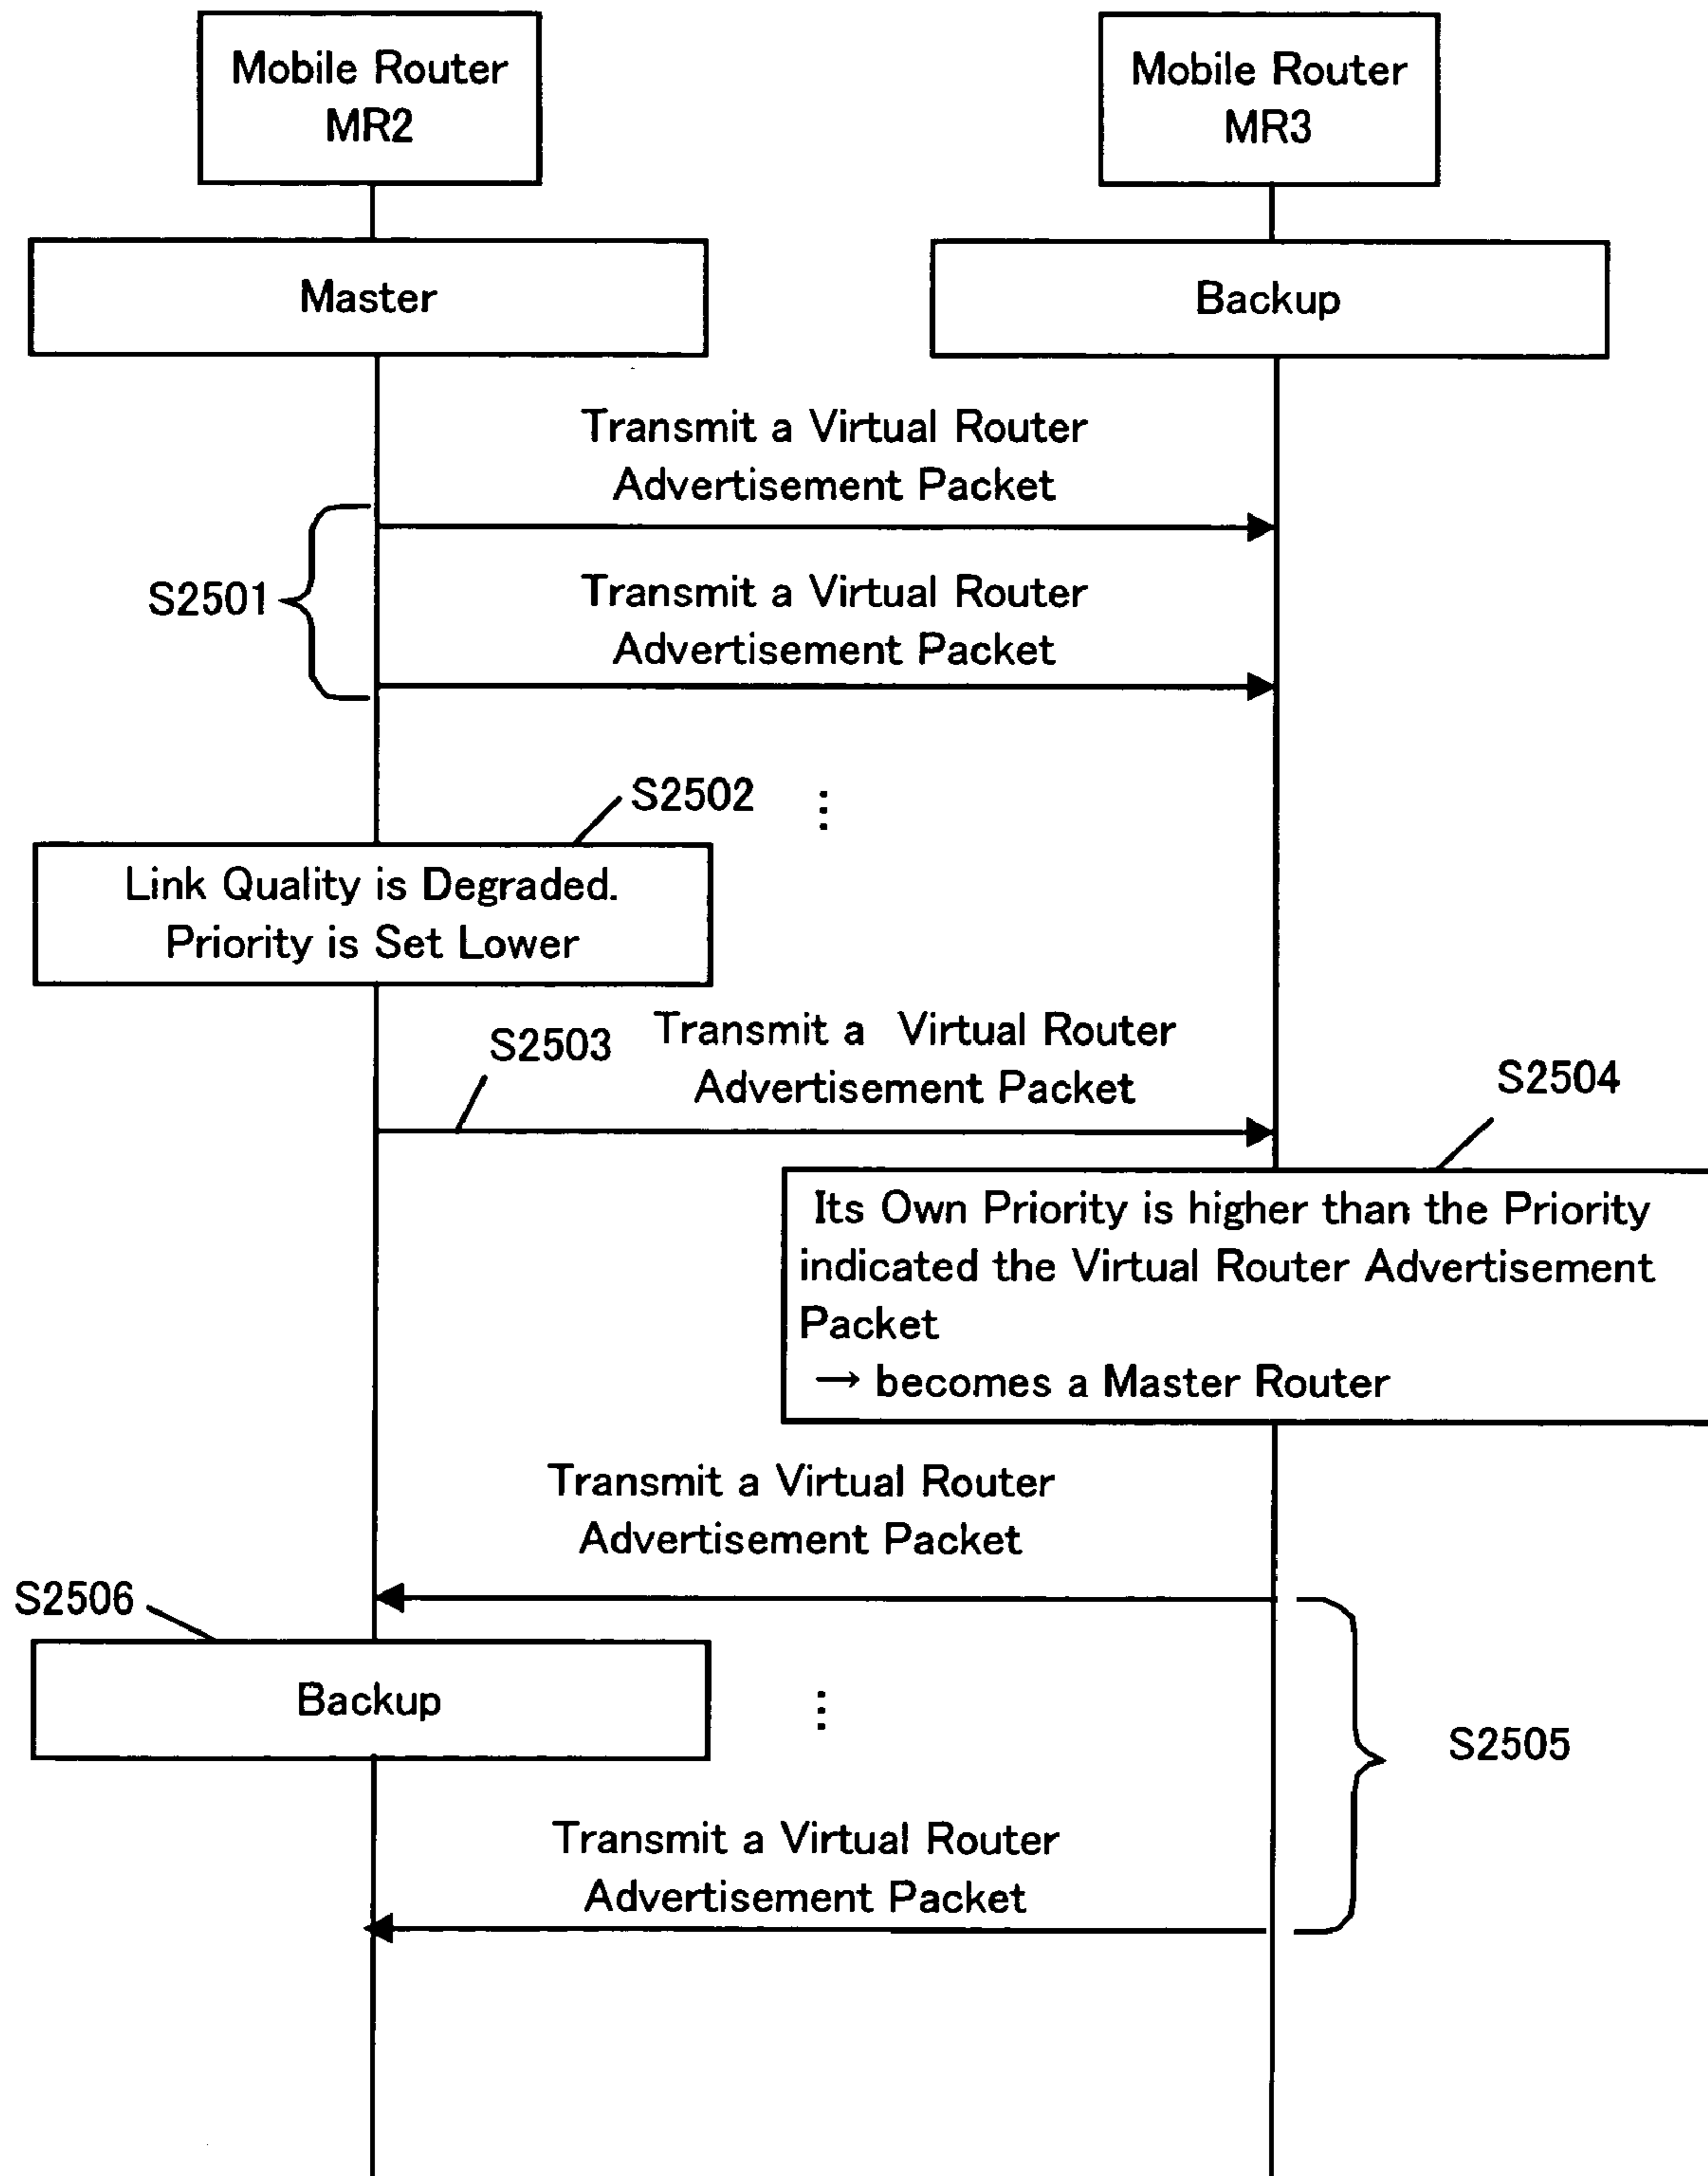 Mobile Router
MR2
Mobile Router
MR3
Master
Backup
Transmit a Virtual Router
Advertisement Packet
S2501
Transmit a Virtual Router
Advertisement Packet
S2502
Link Quality is Degraded.
Priority is Set Lower
S2503
Transmit a Virtual Router
Advertisement Packet
S2504
Its Own Priority is higher than the Priority
indicated the Virtual Router Advertisement
Packet
→ becomes a Master Router
Transmit a Virtual Router
Advertisement Packet
S2506
Backup
S2505
Transmit a Virtual Router
Advertisement Packet